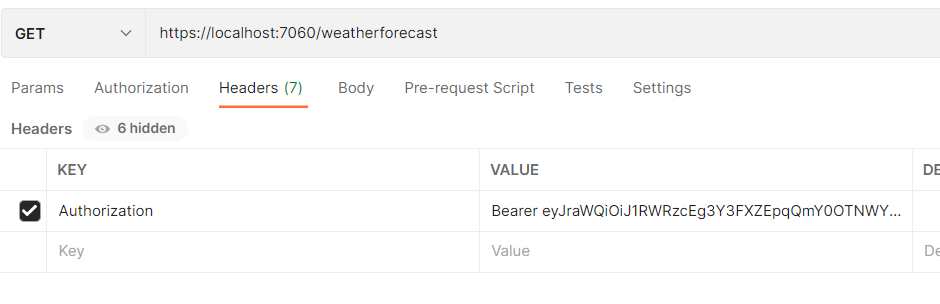 GET https://localhost:7060/weatherforecast
Params Authorization Headers (7) Body Pre-request Script Tests Settings
Headers 6 hidden
KEY VALUE DE
Authorization Bearer eyJraWQiOiJ1RWRzcEg3Y3FXZEpqQmY0OTNWY...
Key Value De